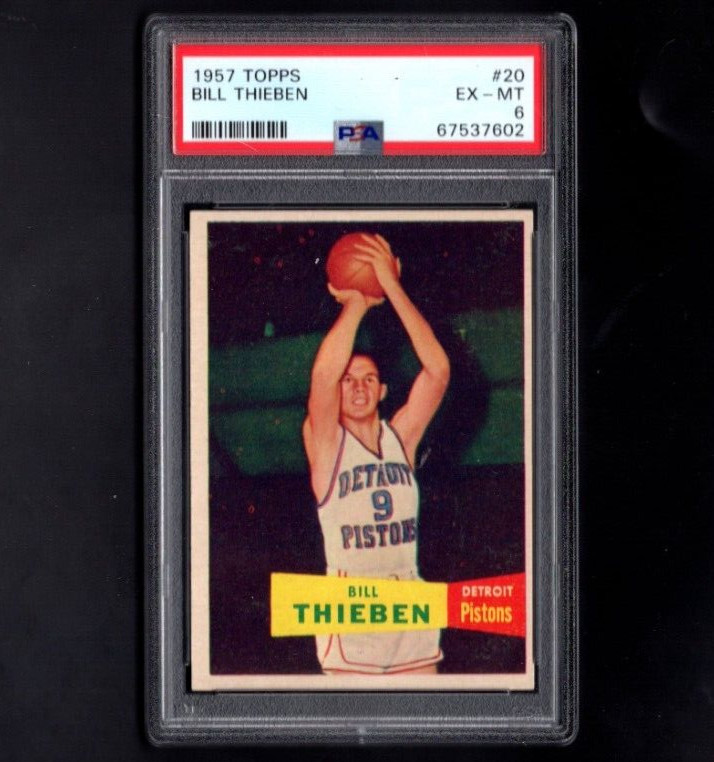 1957 TOPPS #20
BILL THIEBEN EX - MT
6
PSA 67537602
DETROIT
9
PISTONS
BILL
THIEBEN
DETROIT
Pistons